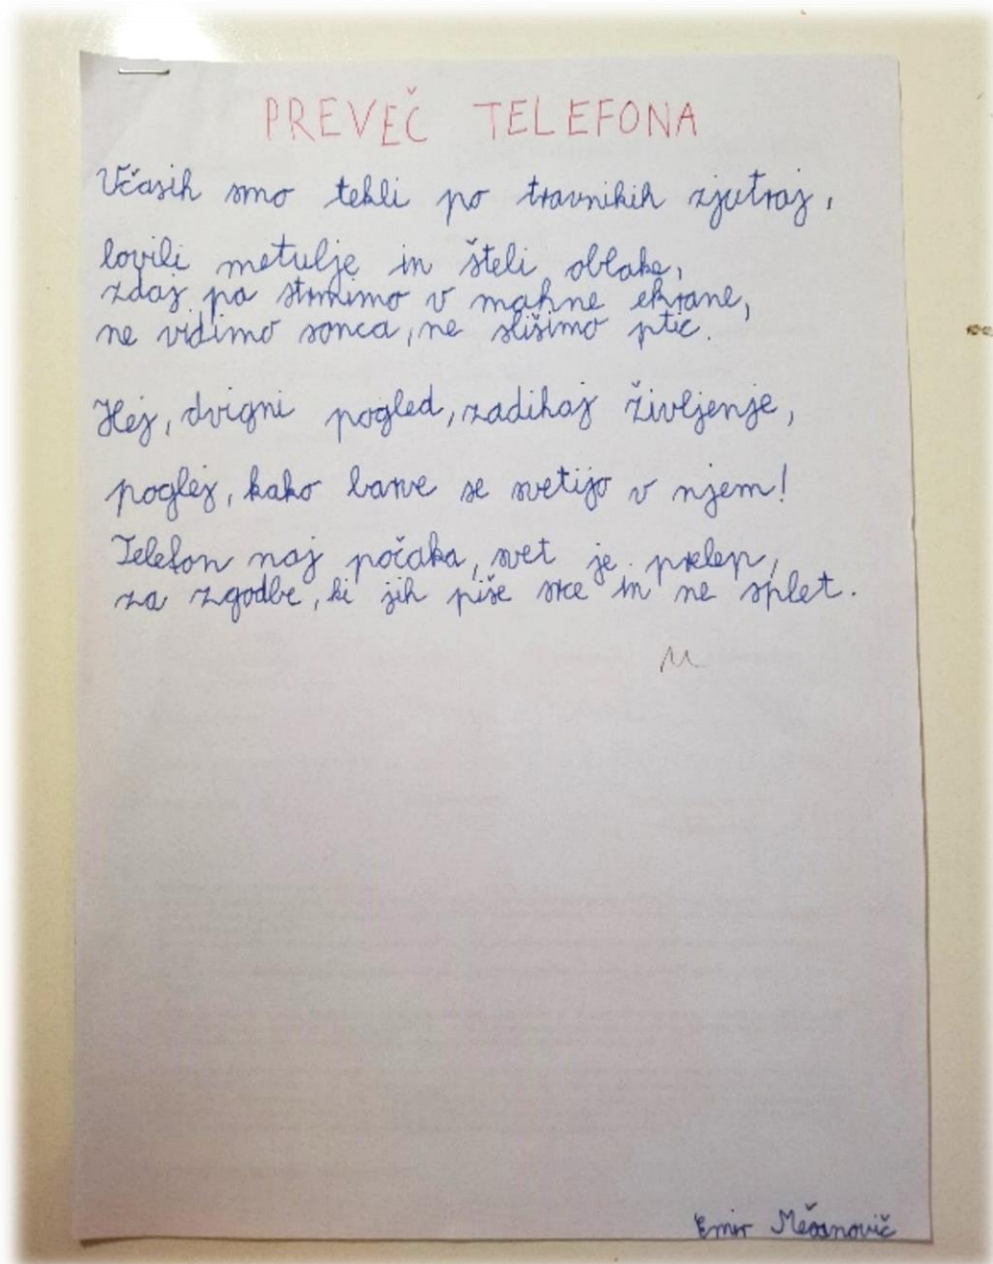 PREVEČ TELEFONA
Včasih smo tekli po travnikih zjutraj,
lovili metulje in šteli oblake,
zdaj pa strmimo v mahne ekrane,
ne vidimo sonca, ne slišimo ptic.
Hej, dvigni pogled, zadihaj življenje,
poglej, kako barve se svetijo v njem!
Telefon naj počaka, svet je prelep,
za zgodbe, ki jih piše srce in ne splet.
Emir